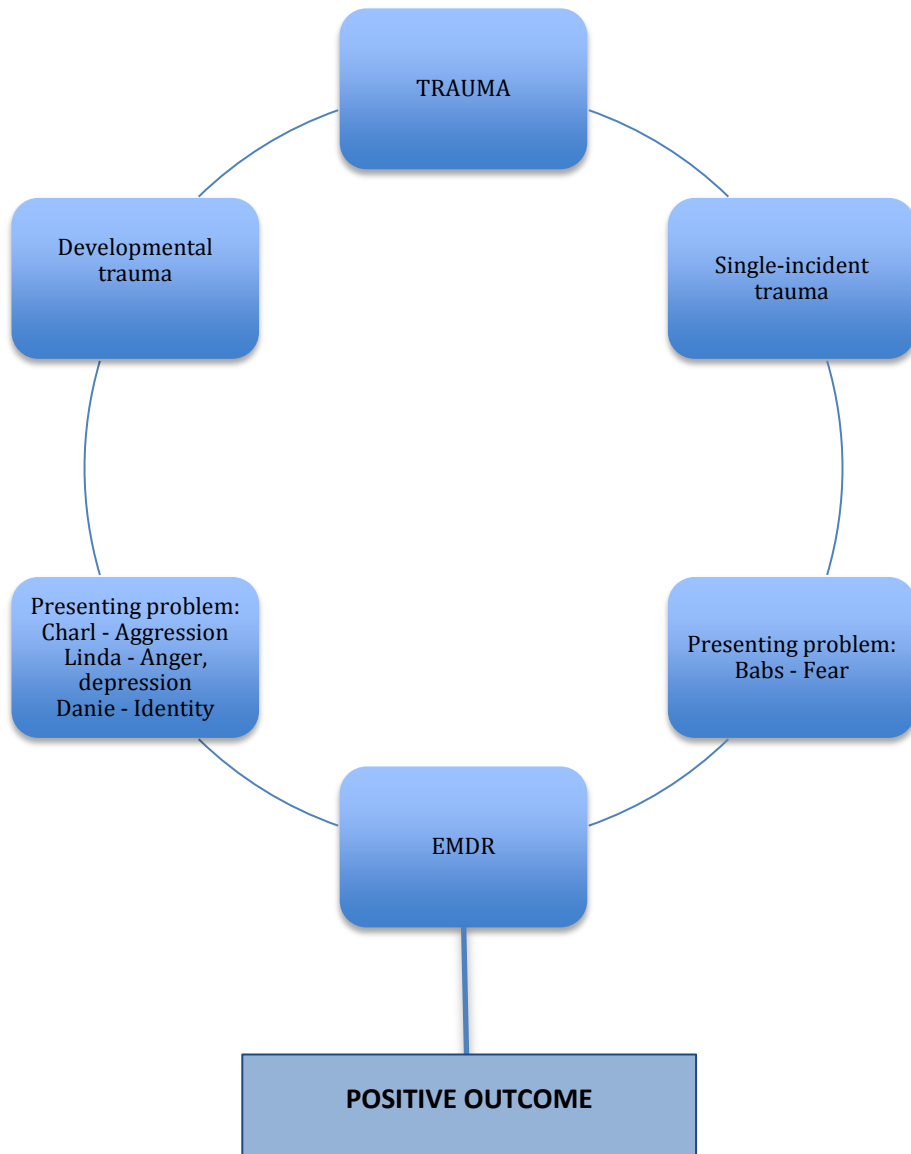 TRAUMA
Developmental
trauma
Single-incident
trauma
Presenting problem:
Charl - Aggression
Linda - Anger,
depression
Danie - Identity
Presenting problem:
Babs - Fear
EMDR
POSITIVE OUTCOME